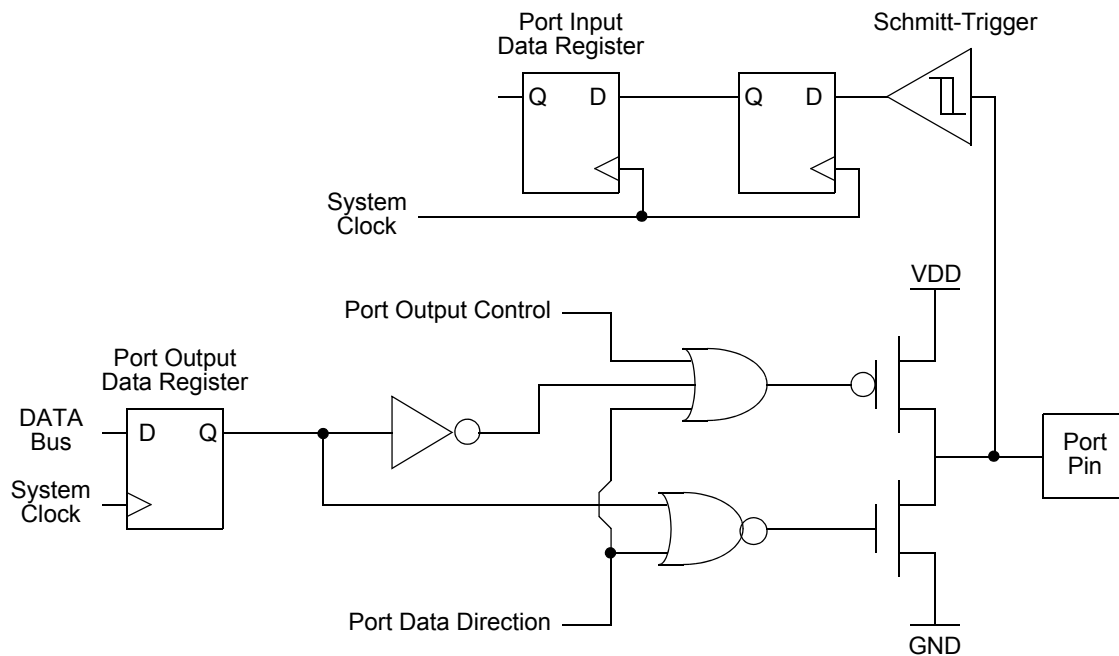 Port Input
Data Register
Schmitt-Trigger
Q D
Q D
System
Clock
VDD
Port Output Control
Port Output
Data Register
DATA
Bus
D Q
System
Clock
Port
Pin
Port Data Direction
GND